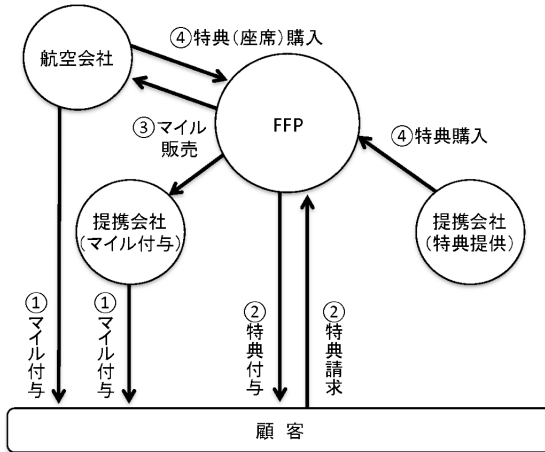 ④特典(座席)購入
航空会社
FFP
③マイル
販売
④特典購入
提携会社
(マイル付与)
提携会社
(特典提供)
①マイル付与
①マイル付与
②特典付与
②特典請求
顧 客